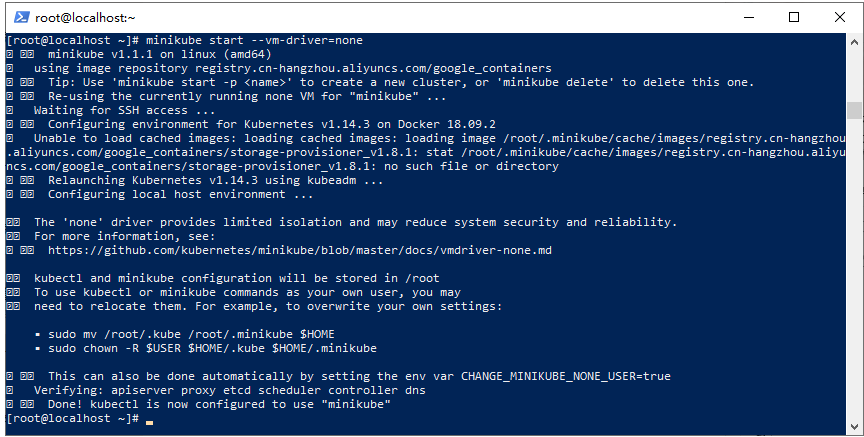 root@localhost:~
[root@localhost ~]# minikube start --vm-driver=none
minikube v1.1.1 on linux (amd64)
using image repository registry.cn-hangzhou.aliyuncs.com/google_containers
Tip: Use 'minikube start -p <name>' to create a new cluster, or 'minikube delete' to delete this one.
Re-using the currently running none VM for "minikube" ...
Waiting for SSH access ...
Configuring environment for Kubernetes v1.14.3 on Docker 18.09.2
Unable to load cached images: loading cached images: loading image /root/.minikube/cache/images/registry.cn-hangzhou
.aliyuncs.com/google_containers/storage-provisioner_v1.8.1: stat /root/.minikube/cache/images/registry.cn-hangzhou.aliyu
ncs.com/google_containers/storage-provisioner_v1.8.1: no such file or directory
Relaunching Kubernetes v1.14.3 using kubeadm ...
Configuring local host environment ...
The 'none' driver provides limited isolation and may reduce system security and reliability.
For more information, see:
https://github.com/kubernetes/minikube/blob/master/docs/vmdriver-none.md
kubectl and minikube configuration will be stored in /root
To use kubectl or minikube commands as your own user, you may
need to relocate them. For example, to overwrite your own settings:
▪ sudo mv /root/.kube /root/.minikube $HOME
▪ sudo chown -R $USER $HOME/.kube $HOME/.minikube
This can also be done automatically by setting the env var CHANGE_MINIKUBE_NONE_USER=true
Verifying: apiserver proxy etcd scheduler controller dns
Done! kubectl is now configured to use "minikube"
[root@localhost ~]#